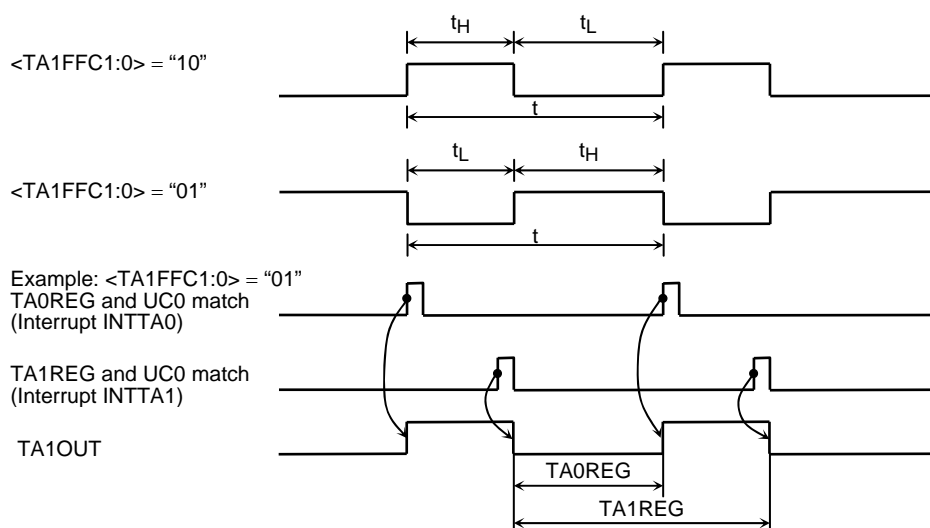 tH tL
<TA1FFC1:0> = “10”
t
tL tH
<TA1FFC1:0> = “01”
t
Example: <TA1FFC1:0> = “01”
TA0REG and UC0 match
(Interrupt INTTA0)
TA1REG and UC0 match
(Interrupt INTTA1)
TA1OUT
TA0REG
TA1REG